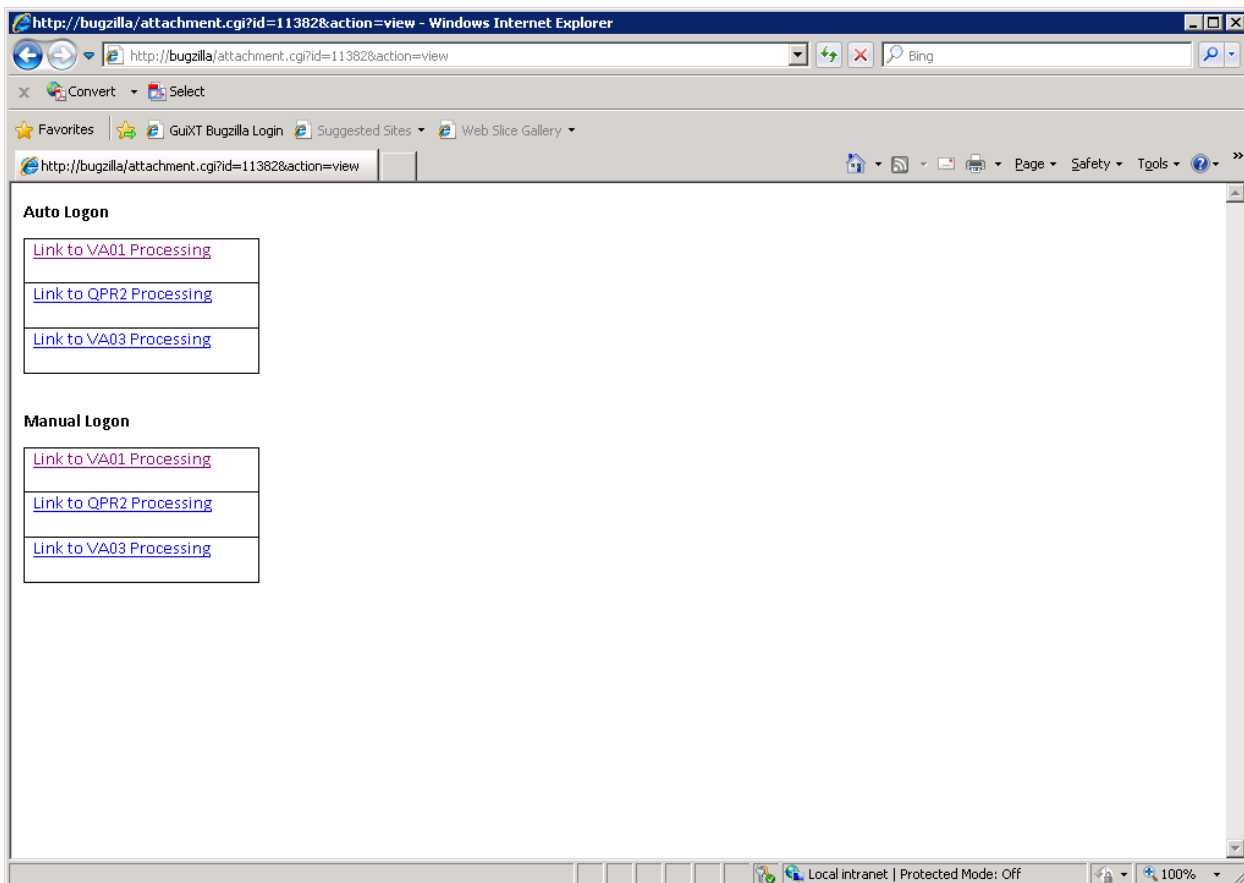 http://bugzilla/attachment.cgi?id=11382&action=view - Windows Internet Explorer
http://bugzilla/attachment.cgi?id=11382&action=view Bing
x Convert Select
Favorites GuiXT Bugzilla Login Suggested Sites Web Slice Gallery
http://bugzilla/attachment.cgi?id=11382&action=view Page Safety Tools »
Auto Logon
Link to VA01 Processing
Link to QPR2 Processing
Link to VA03 Processing
Manual Logon
Link to VA01 Processing
Link to QPR2 Processing
Link to VA03 Processing
Local intranet | Protected Mode: Off 100%